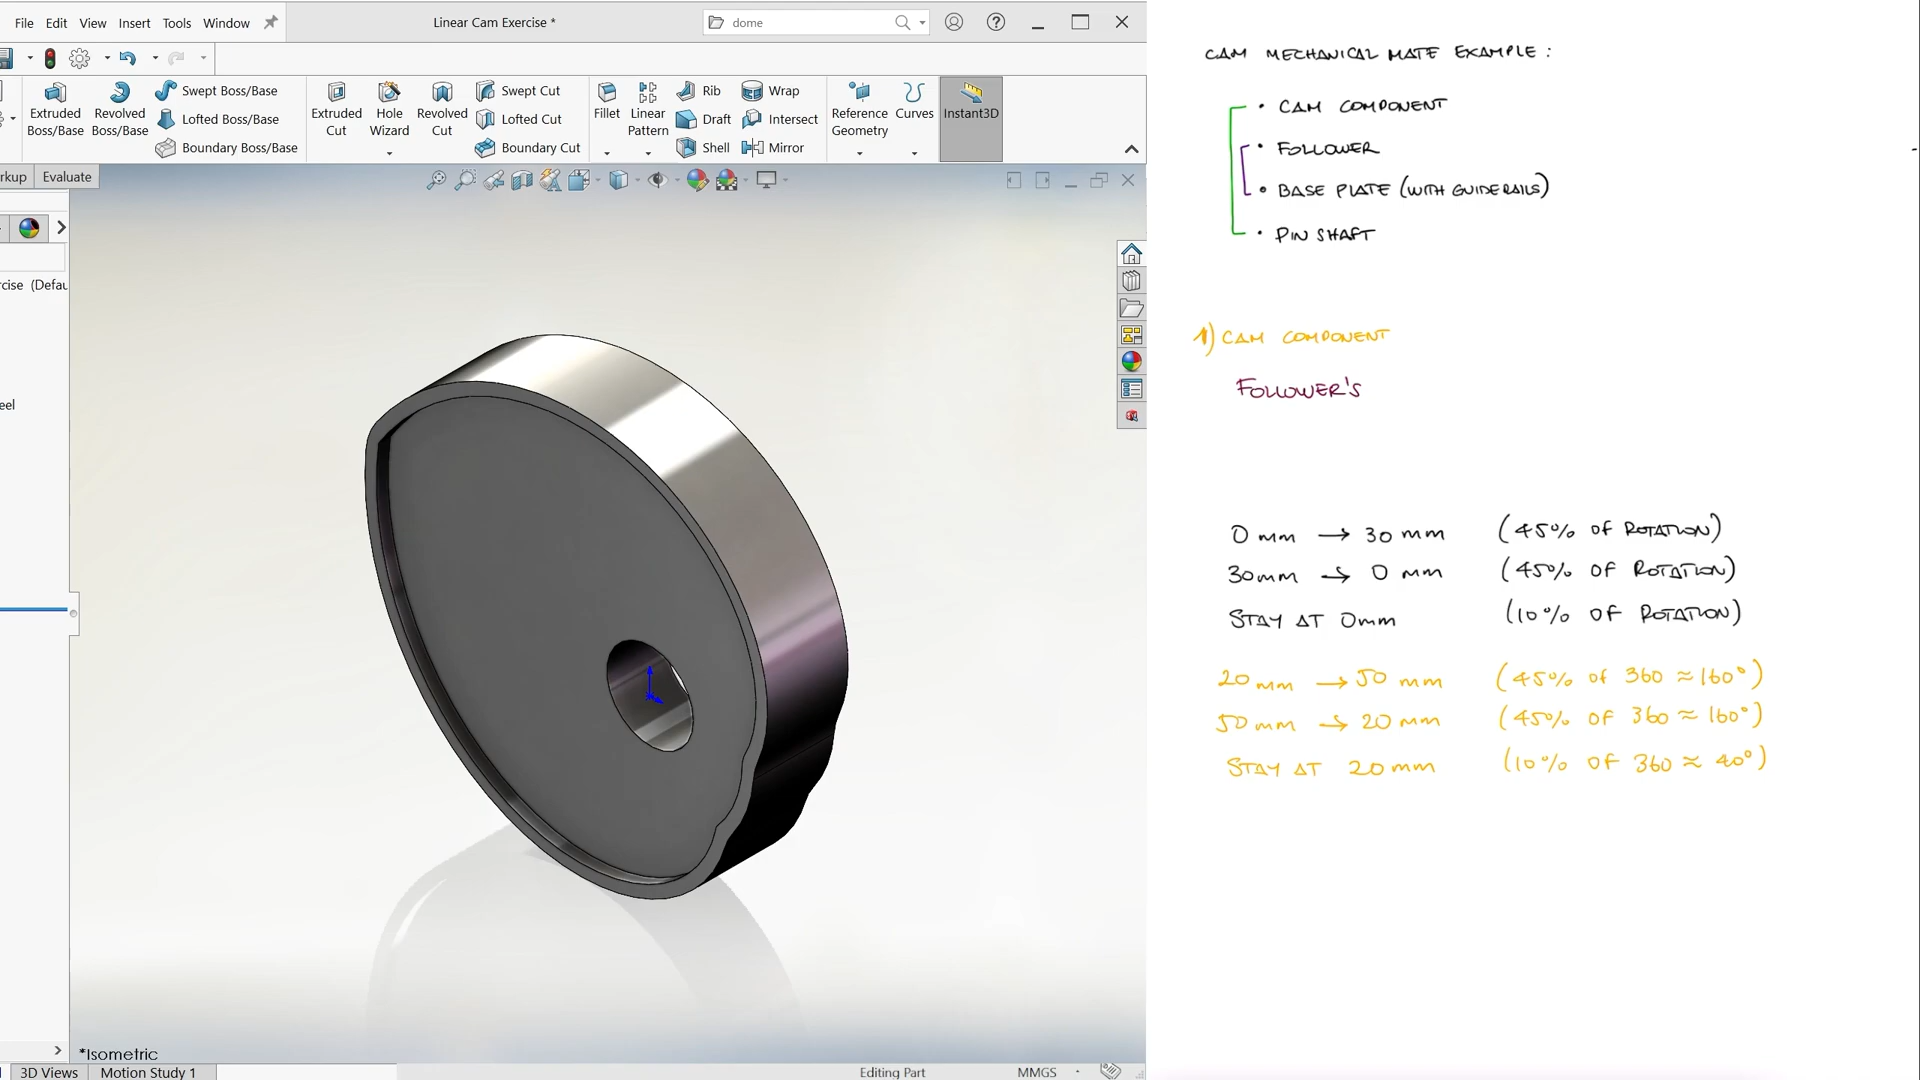 File Edit View Insert Tools Window
Linear Cam Exercise *
dome
Extruded Boss/Base
Revolved Boss/Base
Swept Boss/Base
Lofted Boss/Base
Boundary Boss/Base
Extruded Cut
Hole Wizard
Revolved Cut
Swept Cut
Lofted Cut
Boundary Cut
Fillet
Linear Pattern
Rib
Draft
Shell
Wrap
Intersect
Mirror
Reference Geometry
Curves
Instant3D
rkup Evaluate
rcise (Defau
eel
*Isometric
3D Views Motion Study 1
Editing Part MMGS
CAM MECHANICAL MATE EXAMPLE :
• CAM COMPONENT
• FOLLOWER
• BASE PLATE (WITH GUIDERAILS)
• PIN SHAFT
1) CAM COMPONENT
FOLLOWER'S
0 mm → 30 mm (45% OF ROTATION)
30 mm → 0 mm (45% OF ROTATION)
STAY AT 0mm (10% OF ROTATION)
20 mm → 50 mm (45% OF 360 ≈ 160°)
50 mm → 20 mm (45% OF 360 ≈ 160°)
STAY AT 20 mm (10% OF 360 ≈ 40°)